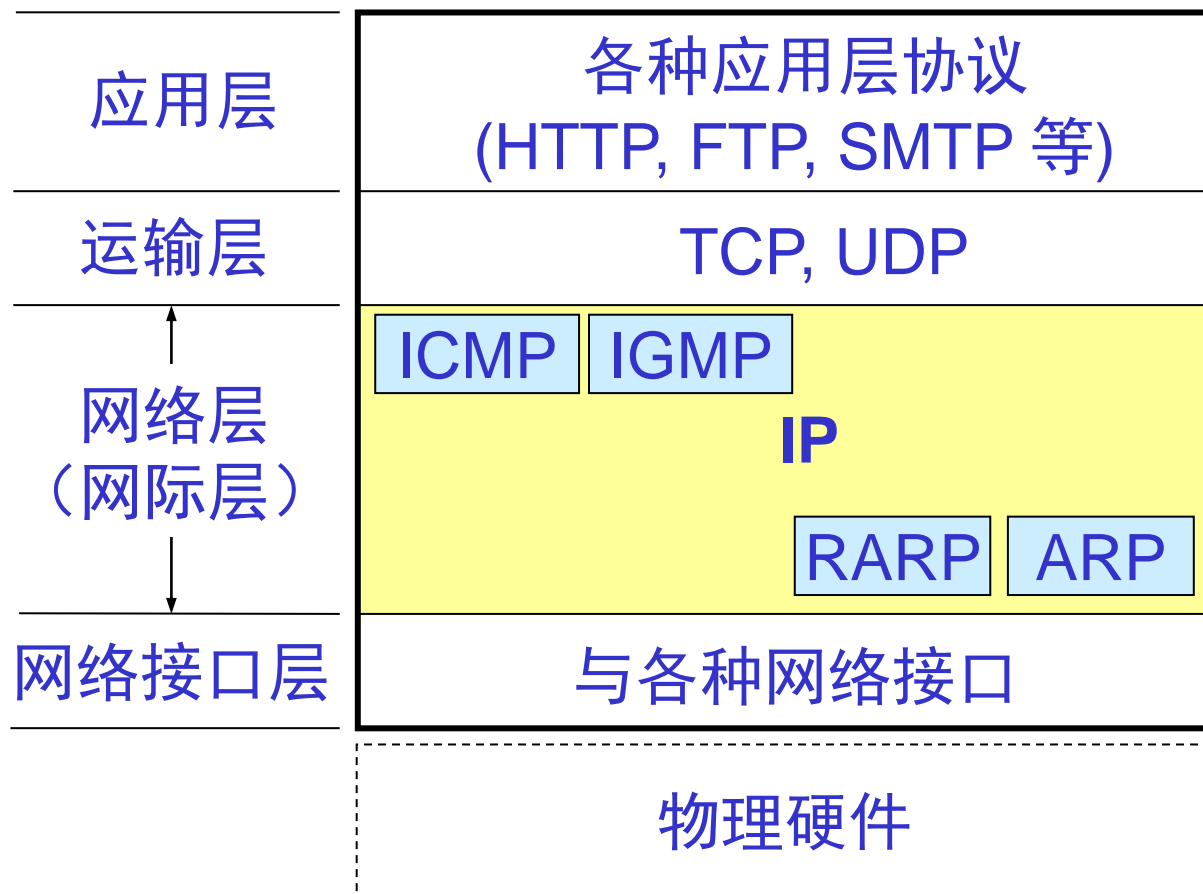 应用层
各种应用层协议
(HTTP, FTP, SMTP 等)
运输层
TCP, UDP
ICMP
IGMP
网络层
（网际层）
IP
RARP
ARP
网络接口层
与各种网络接口
物理硬件